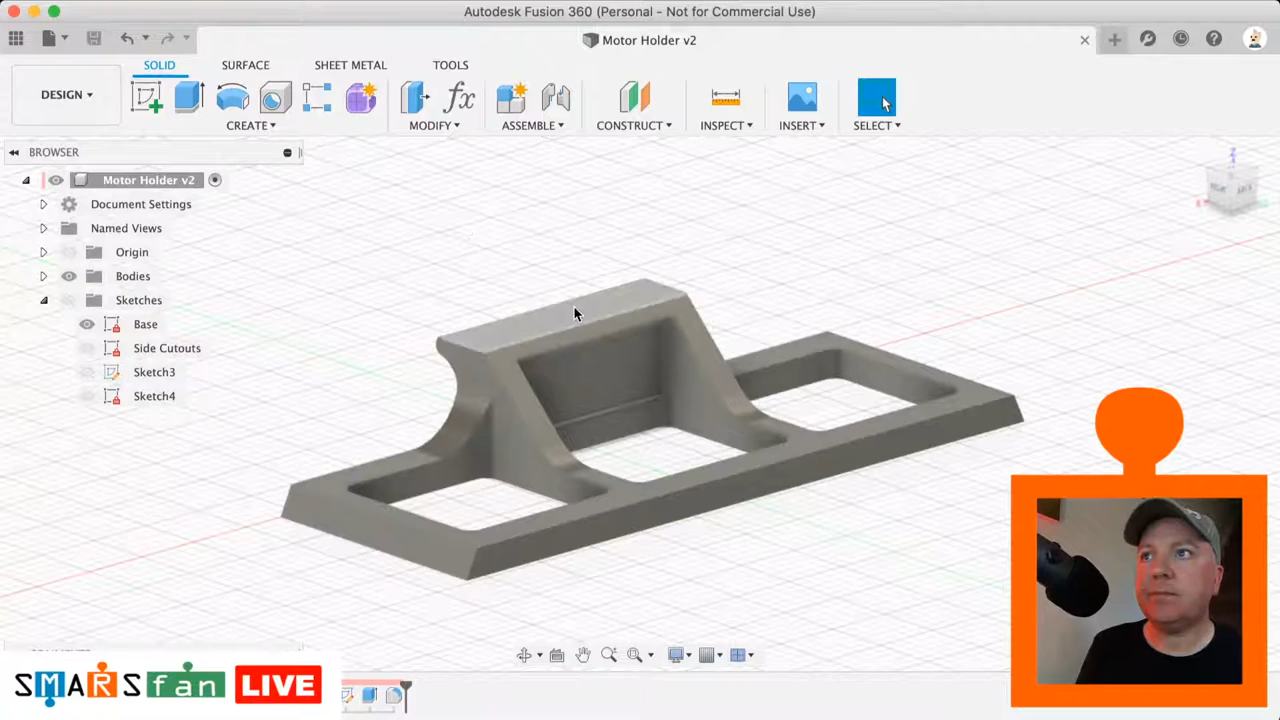 Autodesk Fusion 360 (Personal - Not for Commercial Use)
Motor Holder v2
SOLID SURFACE SHEET METAL TOOLS
DESIGN
CREATE MODIFY ASSEMBLE CONSTRUCT INSPECT INSERT SELECT
BROWSER
Motor Holder v2
Document Settings
Named Views
Origin
Bodies
Sketches
Base
Side Cutouts
Sketch3
Sketch4
SMARSfan LIVE